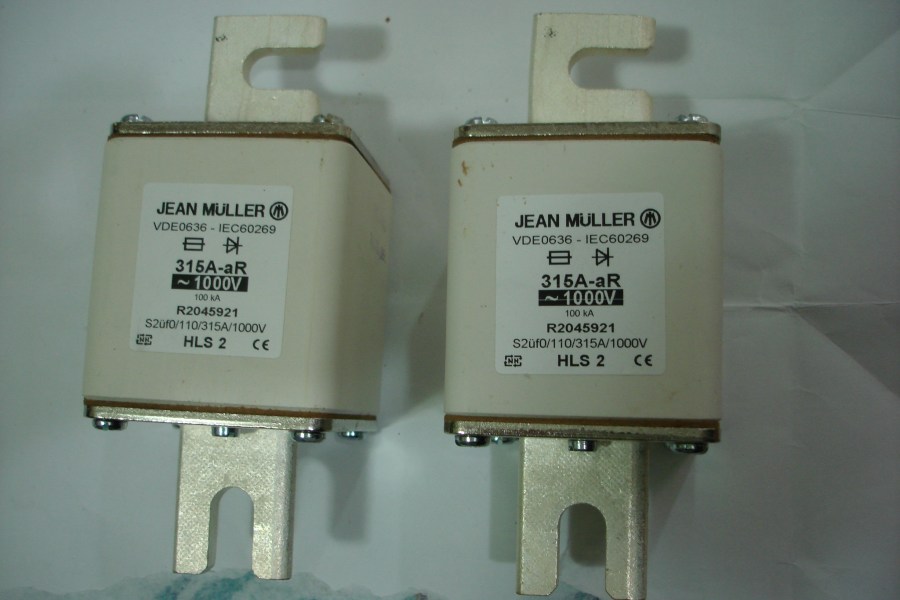 JEAN MÜLLER
VDE0636 - IEC60269
315A-aR
~1000V
100 kA
R2045921
S2üf0/110/315A/1000V
HLS 2 CE
JEAN MÜLLER
VDE0636 - IEC60269
315A-aR
~1000V
100 kA
R2045921
S2üf0/110/315A/1000V
HLS 2 CE